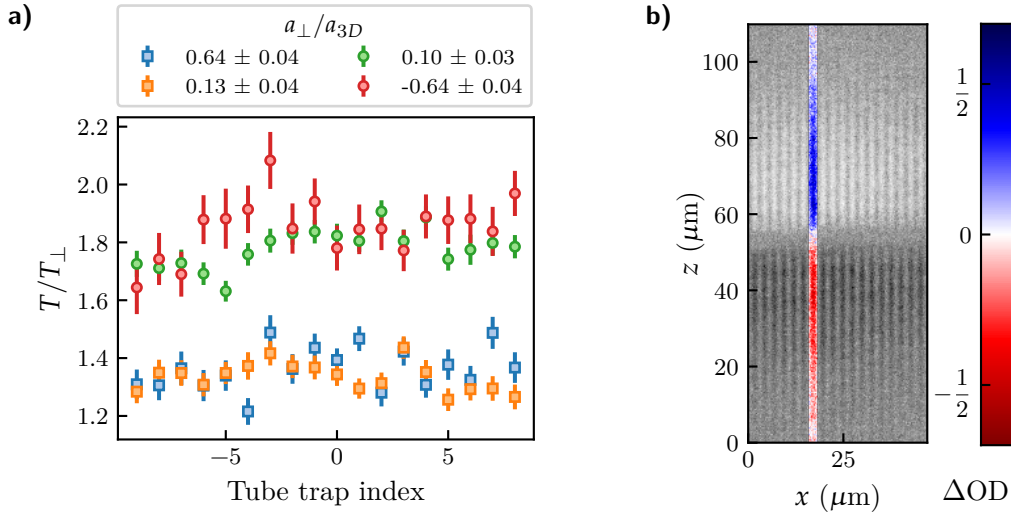 a)
a⊥/a3D
0.64 ± 0.04
0.10 ± 0.03
0.13 ± 0.04
-0.64 ± 0.04
2.2
2.0
1.8
1.6
1.4
1.2
T/T⊥
−5
0
5
Tube trap index
b)
100
80
60
40
20
0
z (μm)
0
25
x (μm)
1/2
0
−1/2
ΔOD